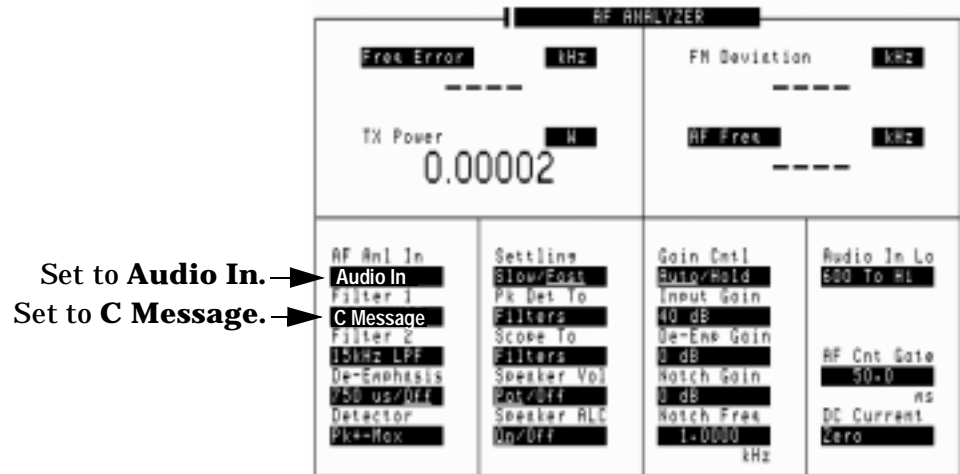 AF ANALYZER
Freq Error kHz
----
FM Deviation kHz
----
TX Power W
0.00002
AF Freq kHz
----
Set to Audio In.
Set to C Message.
AF Anl In
Audio In
Filter 1
C Message
Filter 2
15kHz LPF
De-Emphasis
750 us/Off
Detector
Pk+-Max
Settling
Slow/Fast
Pk Det To
Filters
Scope To
Filters
Speaker Vol
Pot/Off
Speaker ALC
On/Off
Gain Cntl
Auto/Hold
Input Gain
40 dB
De-Emp Gain
0 dB
Notch Gain
0 dB
Notch Freq
1.0000
kHz
Audio In Lo
600 To Hi
AF Cnt Gate
50.0
ms
DC Current
Zero